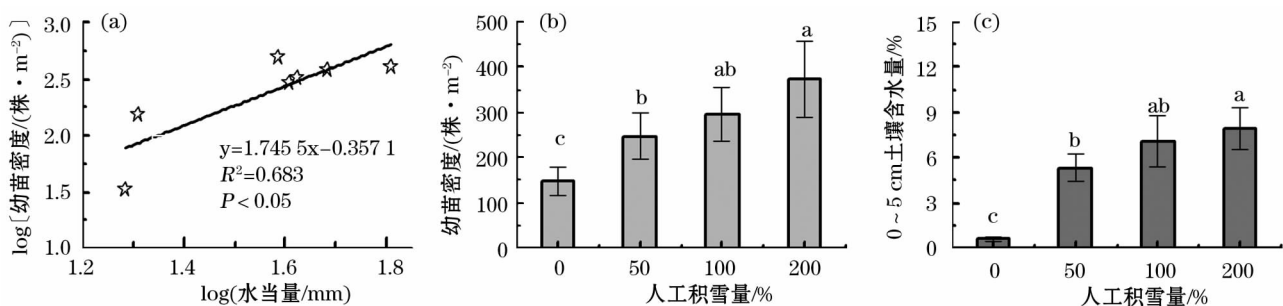 (a)
log〔幼苗密度/(株·m⁻²)〕
3.0
2.5
2.0
1.5
1.0
y=1.745 5x−0.357 1
R²=0.683
P<0.05
1.2 1.4 1.6 1.8
log(水当量/mm)
(b)
幼苗密度/(株·m⁻²)
500
400
300
200
100
0
c b ab a
0 50 100 200
人工积雪量/%
(c)
0~5 cm土壤含水量/%
15
12
9
6
3
0
c b ab a
0 50 100 200
人工积雪量/%